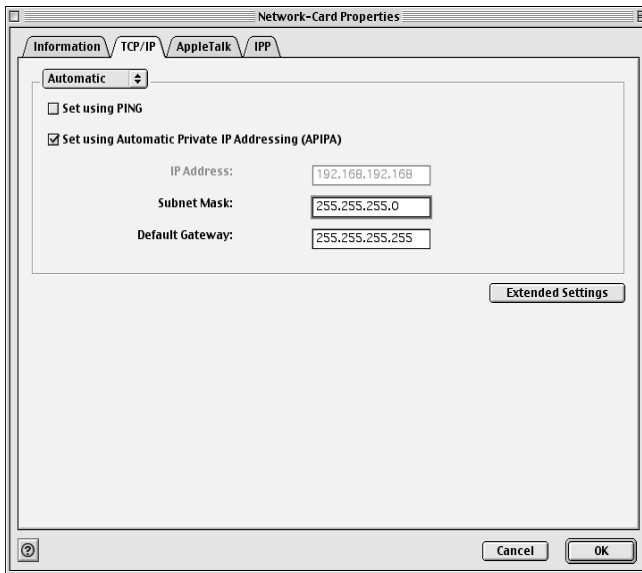 Network-Card Properties
Information TCP/IP AppleTalk IPP
Automatic
Set using PING
Set using Automatic Private IP Addressing (APIPA)
IP Address: 192.168.192.168
Subnet Mask: 255.255.255.0
Default Gateway: 255.255.255.255
Extended Settings
? Cancel OK